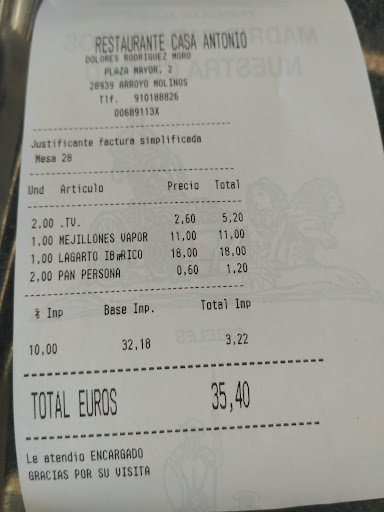 RESTAURANTE CASA ANTONIO
DOLORES RODRIGUEZ MORO
PLAZA MAYOR, 2
28939 ARROYO MOLINOS
Tlf. 910188826
00689113X
Justificante factura simplificada
Mesa 28
Und Artículo Precio Total
2,00 .TV. 2,60 5,20
1,00 MEJILLONES VAPOR 11,00 11,00
1,00 LAGARTO IBéRICO 18,00 18,00
2.00 PAN PERSONA 0,60 1,20
% Imp Base Imp. Total Imp
10,00 32,18 3,22
TOTAL EUROS 35,40
Le atendio ENCARGADO
GRACIAS POR SU VISITA